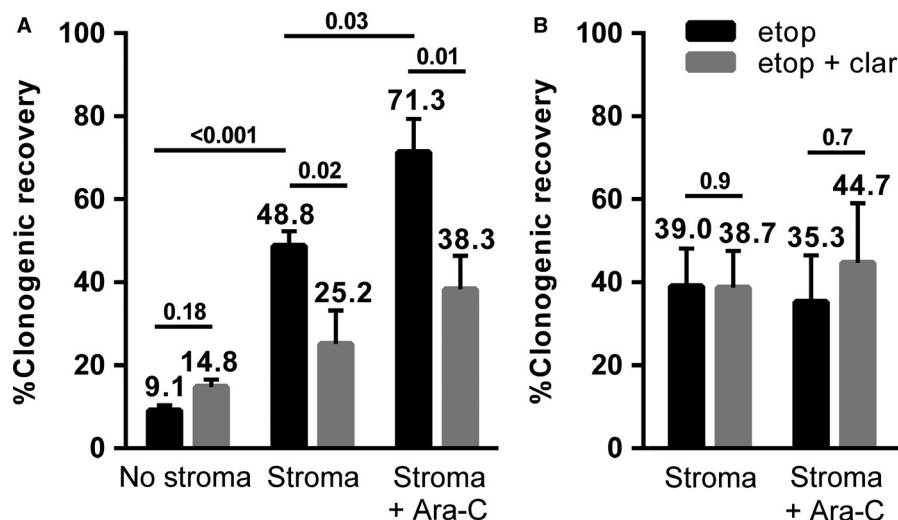 A
%Clonogenic recovery
100
80
60
40
20
0
0.03
0.01
71.3
<0.001
0.02
48.8
38.3
25.2
0.18
14.8
9.1
No stroma
Stroma
Stroma
+ Ara-C
B
etop
etop + clar
%Clonogenic recovery
100
80
60
40
20
0
0.7
0.9
44.7
39.0 38.7 35.3
Stroma
Stroma
+ Ara-C